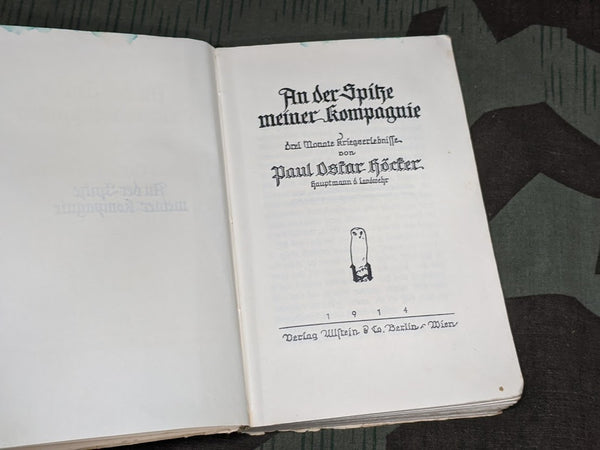 An der Spitze
meiner Kompagnie
Drei Monate Kriegserlebnisse
von
Paul Oskar Höcker
Hauptmann d. Landwehr
1914
Verlag Ullstein & Co. Berlin - Wien